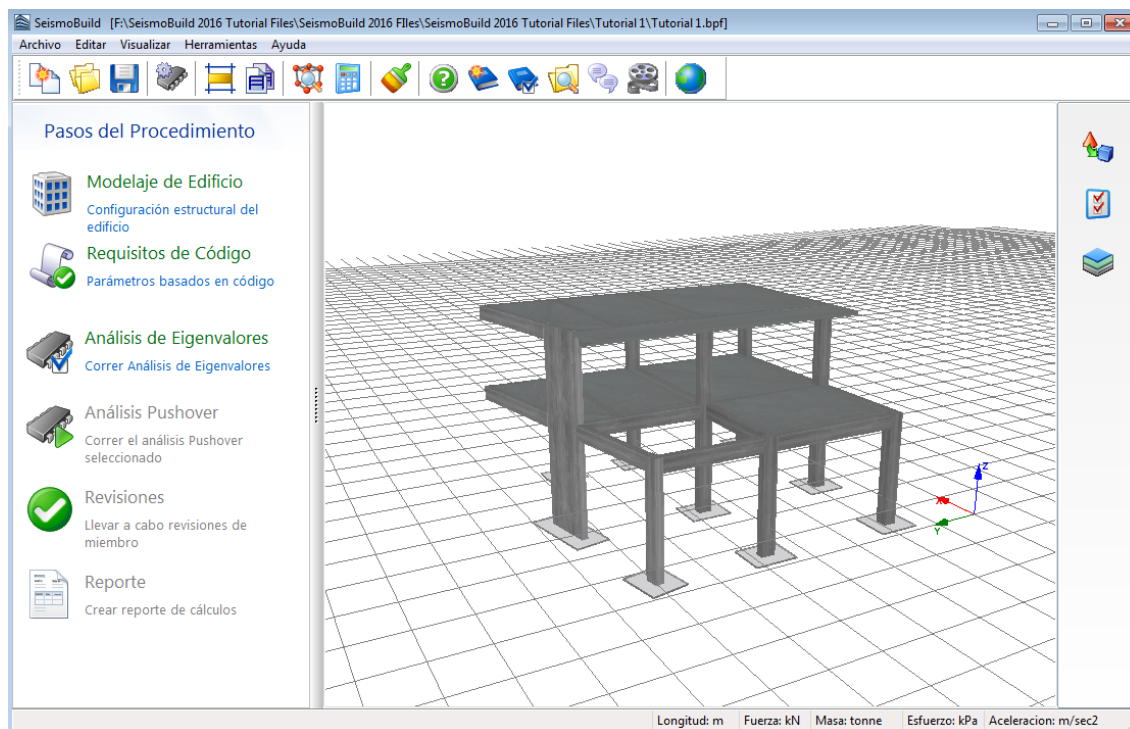 SeismoBuild [F:\SeismoBuild 2016 Tutorial Files\SeismoBuild 2016 FIles\SeismoBuild 2016 Tutorial Files\Tutorial 1\Tutorial 1.bpf]
Archivo Editar Visualizar Herramientas Ayuda
Pasos del Procedimiento
Modelaje de Edificio
Configuración estructural del
edificio
Requisitos de Código
Parámetros basados en código
Análisis de Eigenvalores
Correr Análisis de Eigenvalores
Análisis Pushover
Correr el análisis Pushover
seleccionado
Revisiones
Llevar a cabo revisiones de
miembro
Reporte
Crear reporte de cálculos
Z
X
Y
Longitud: m Fuerza: kN Masa: tonne Esfuerzo: kPa Aceleracion: m/sec2